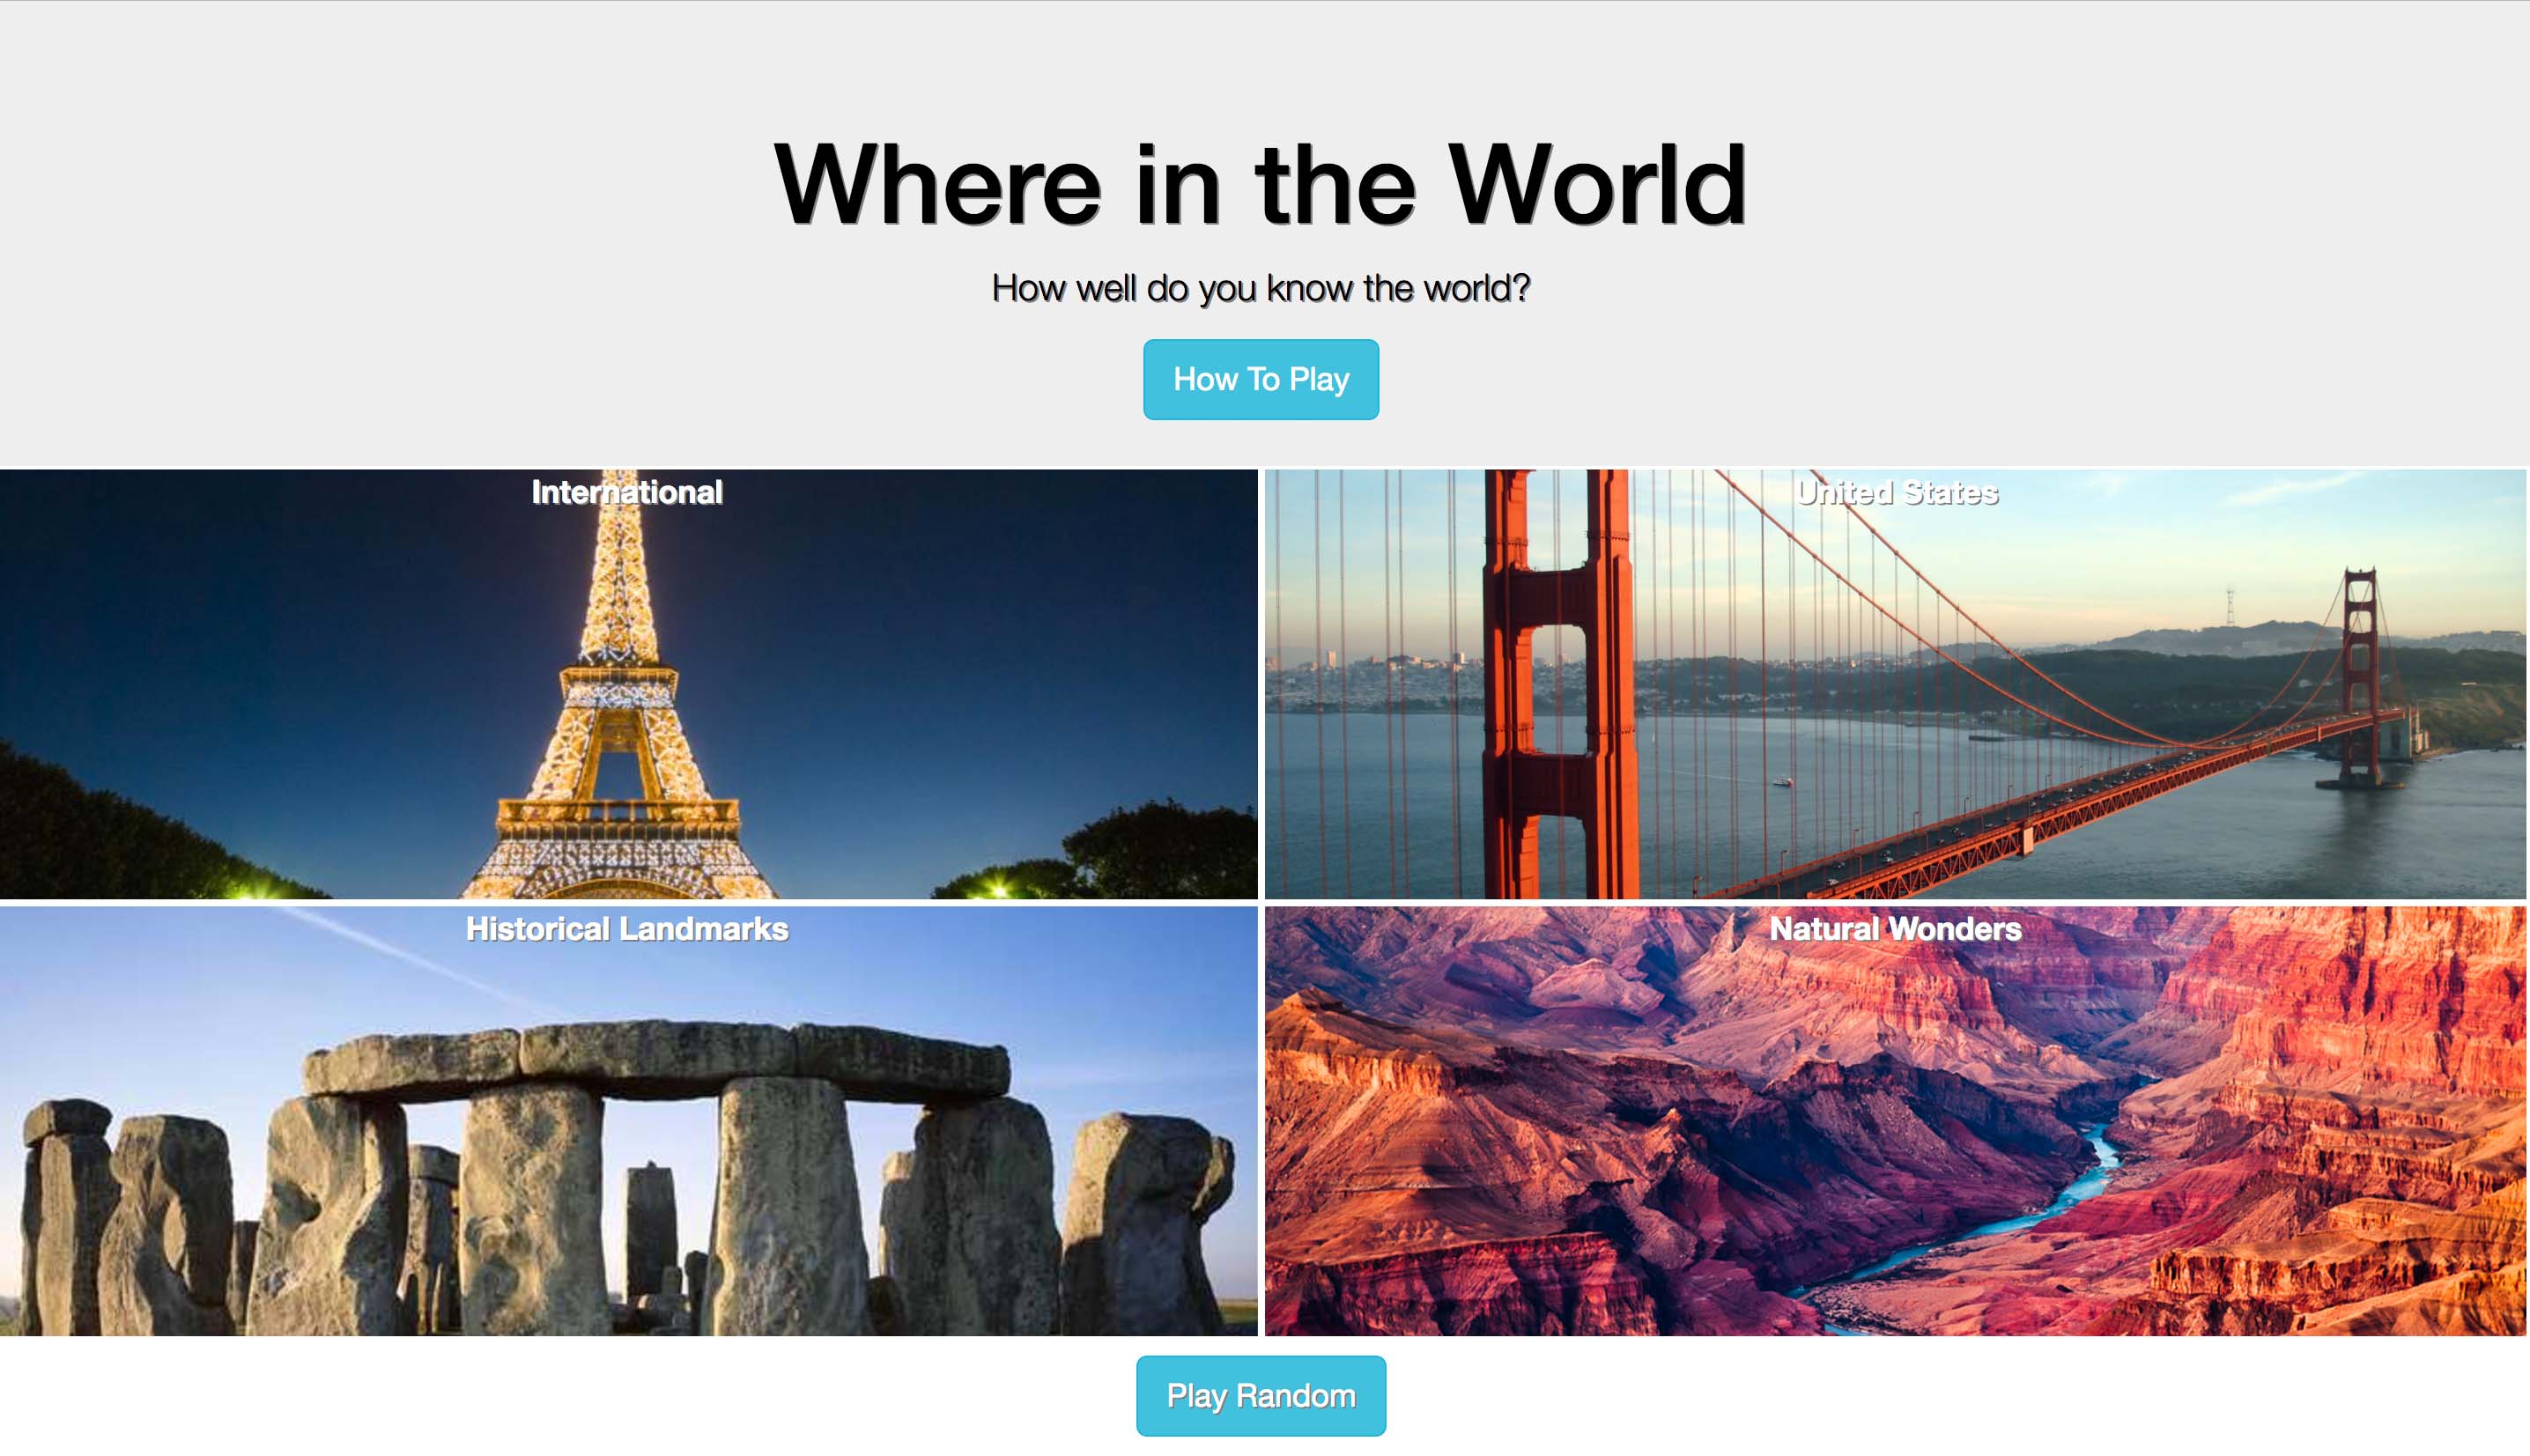 Where in the World
How well do you know the world?
How To Play
International
United States
Historical Landmarks
Natural Wonders
Play Random